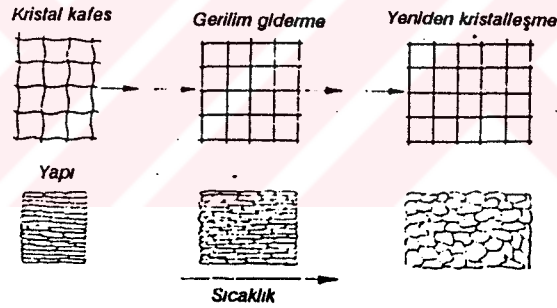 Kristal kafes
Gerilim giderme
Yeniden kristalleşme
Yapı
Sıcaklık